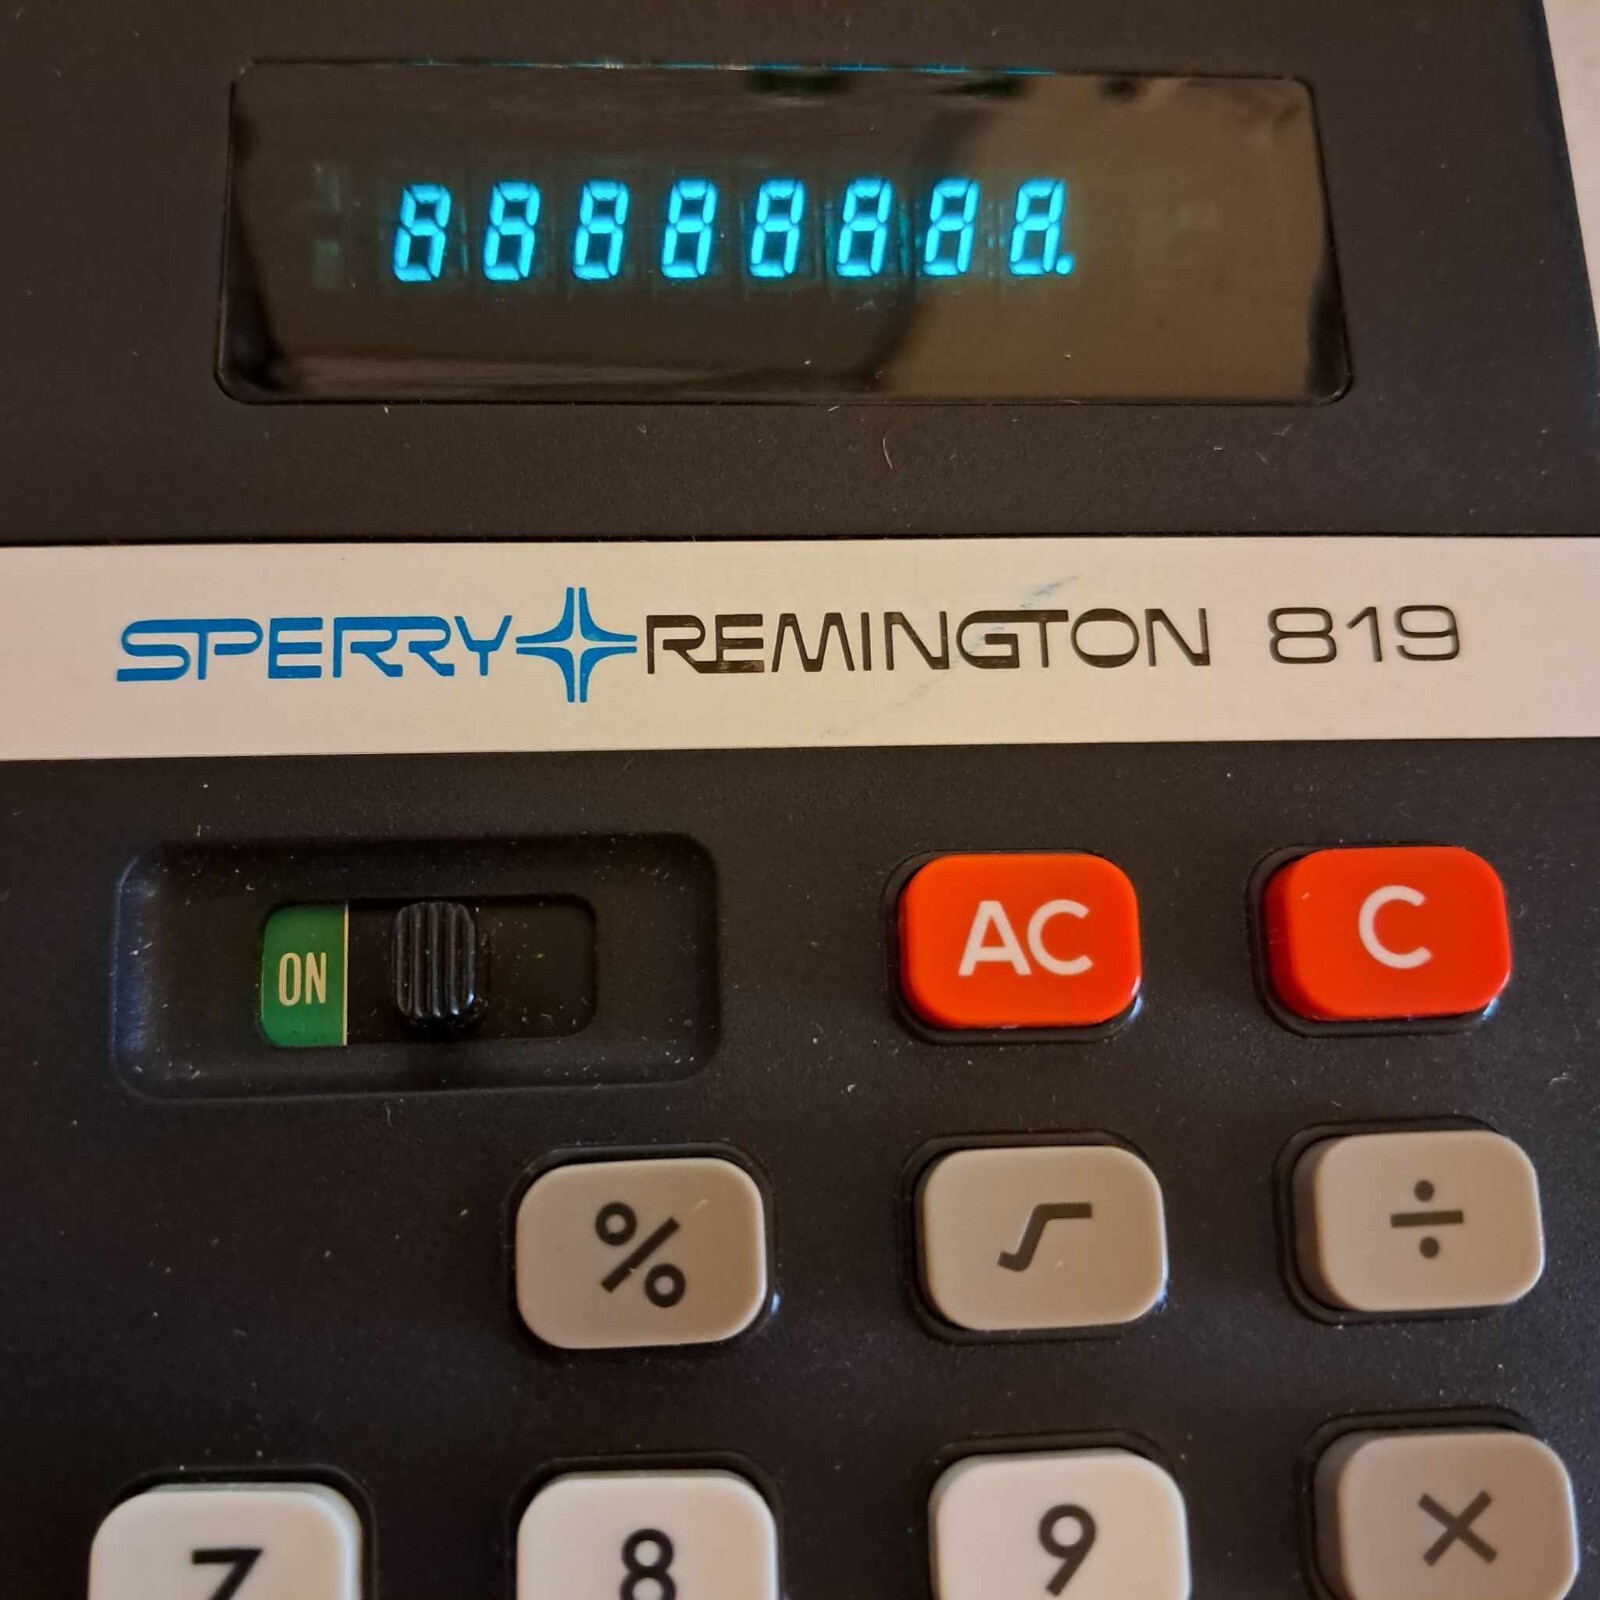 88888888.
SPERRY REMINGTON 819
ON AC C
% √ ÷
7 8 9 ×